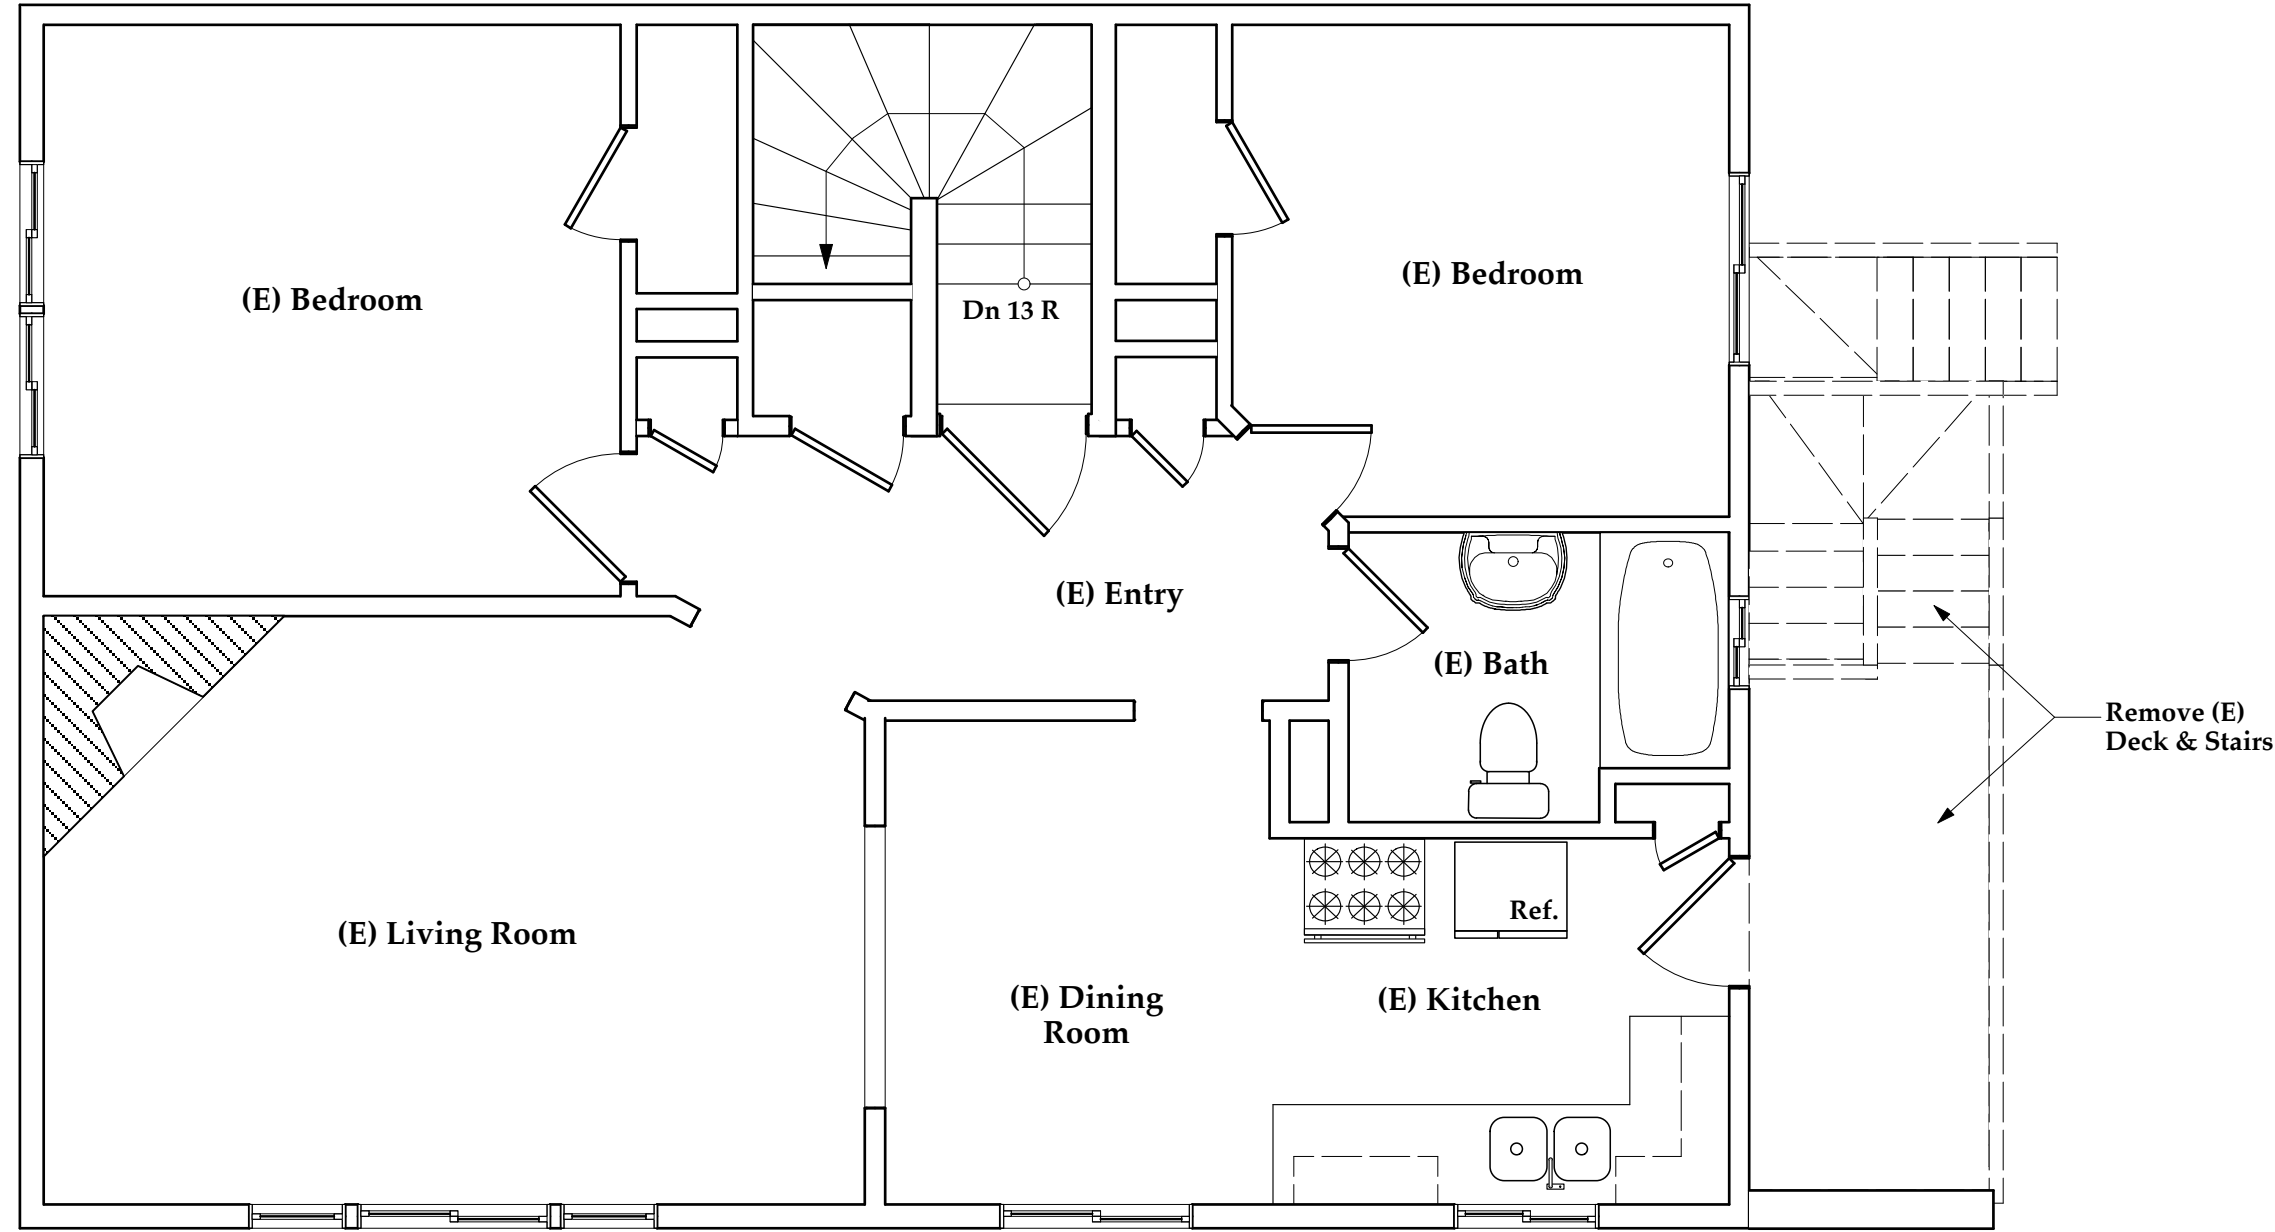 (E) Bedroom
Dn 13 R
(E) Bedroom
(E) Entry
(E) Bath
Remove (E)
Deck & Stairs
(E) Living Room
Ref.
(E) Dining
Room
(E) Kitchen